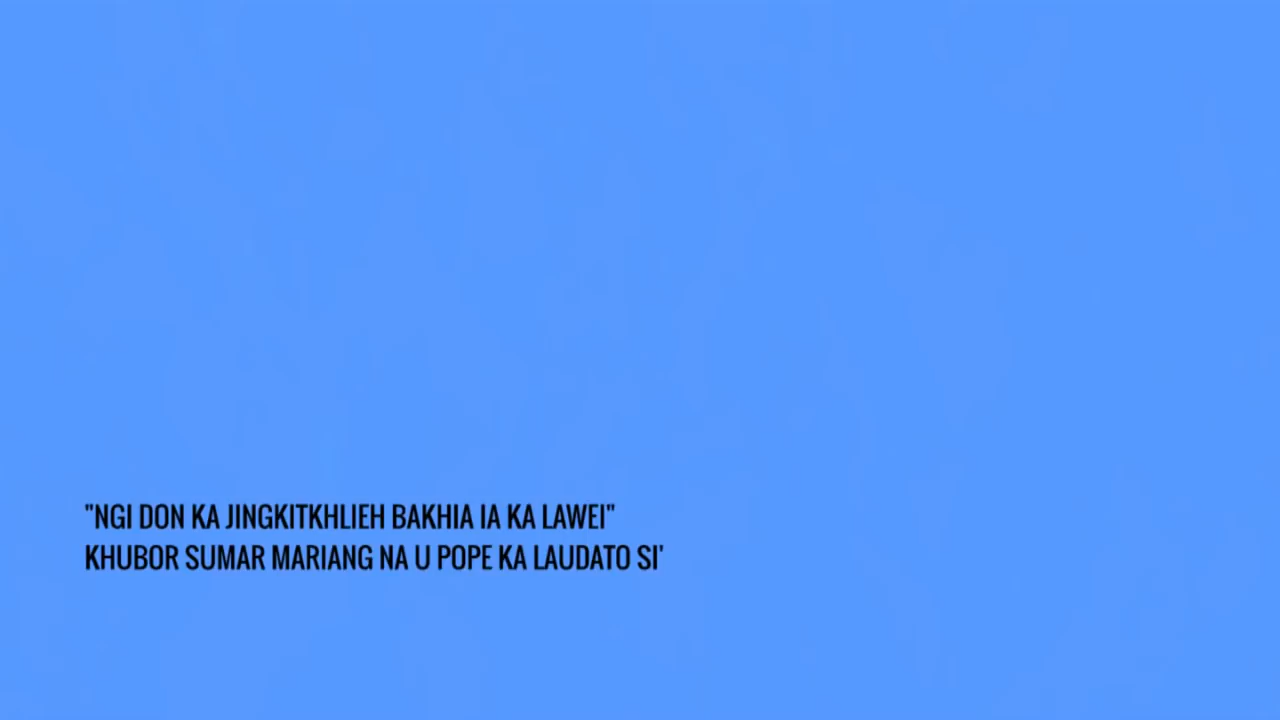 "NGI DON KA JINGKITKHLIEH BAKHIA IA KA LAWEI"
KHUBOR SUMAR MARIANG NA U POPE KA LAUDATO SI'